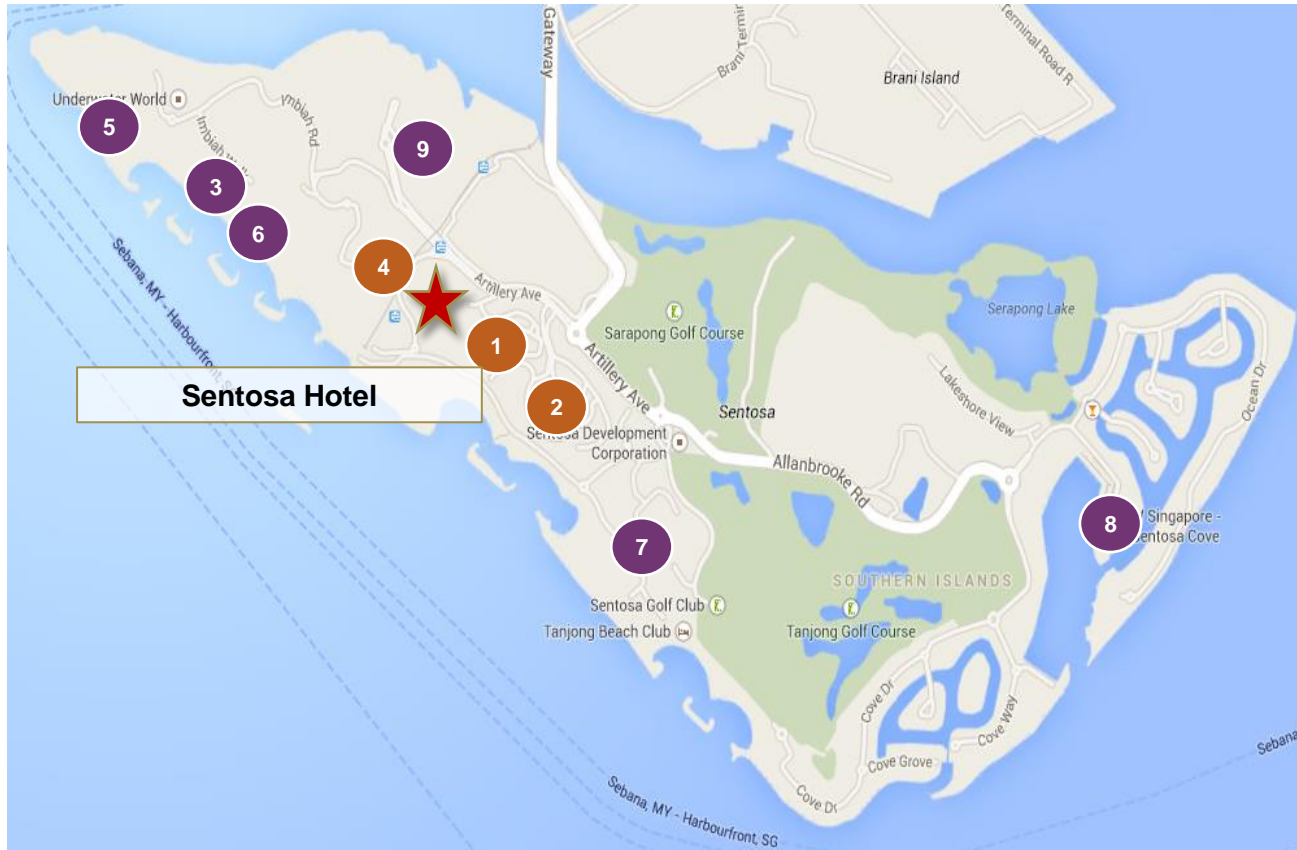 Gateway
Terminal Road R
Brani Island
Underwater World
5
Imbiah Rd
9
3
6
Sebana, MY - Harbourfront
4
Artillery Ave
1
Sentosa Hotel
2
Artillery Ave
Sarapong Golf Course
Sentosa
Serapong Lake
Lakeshore View
Ocean Dr
Sentosa Development
Corporation
Allanbrooke Rd
8
Singapore -
Sentosa Cove
7
SOUTHERN ISLANDS
Sentosa Golf Club
Tanjong Beach Club
Tanjong Golf Course
Cove Dr
Cove Way
Cove Grove
Cove Dr
Sebana, MY - Harbourfront, SG
Sebana